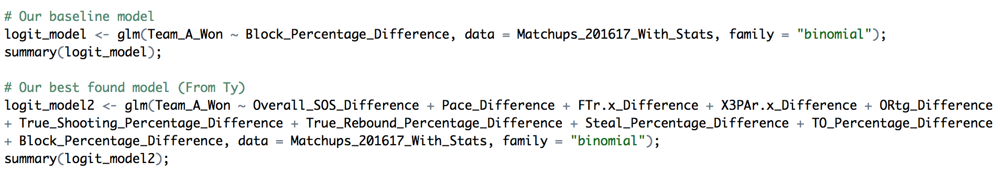 # Our baseline model
logit_model <- glm(Team_A_Won ~ Block_Percentage_Difference, data = Matchups_201617_With_Stats, family = "binomial");
summary(logit_model);
# Our best found model (From Ty)
logit_model2 <- glm(Team_A_Won ~ Overall_SOS_Difference + Pace_Difference + FTr.x_Difference + X3PAr.x_Difference + ORtg_Difference
+ True_Shooting_Percentage_Difference + True_Rebound_Percentage_Difference + Steal_Percentage_Difference + TO_Percentage_Difference
+ Block_Percentage_Difference, data = Matchups_201617_With_Stats, family = "binomial");
summary(logit_model2);